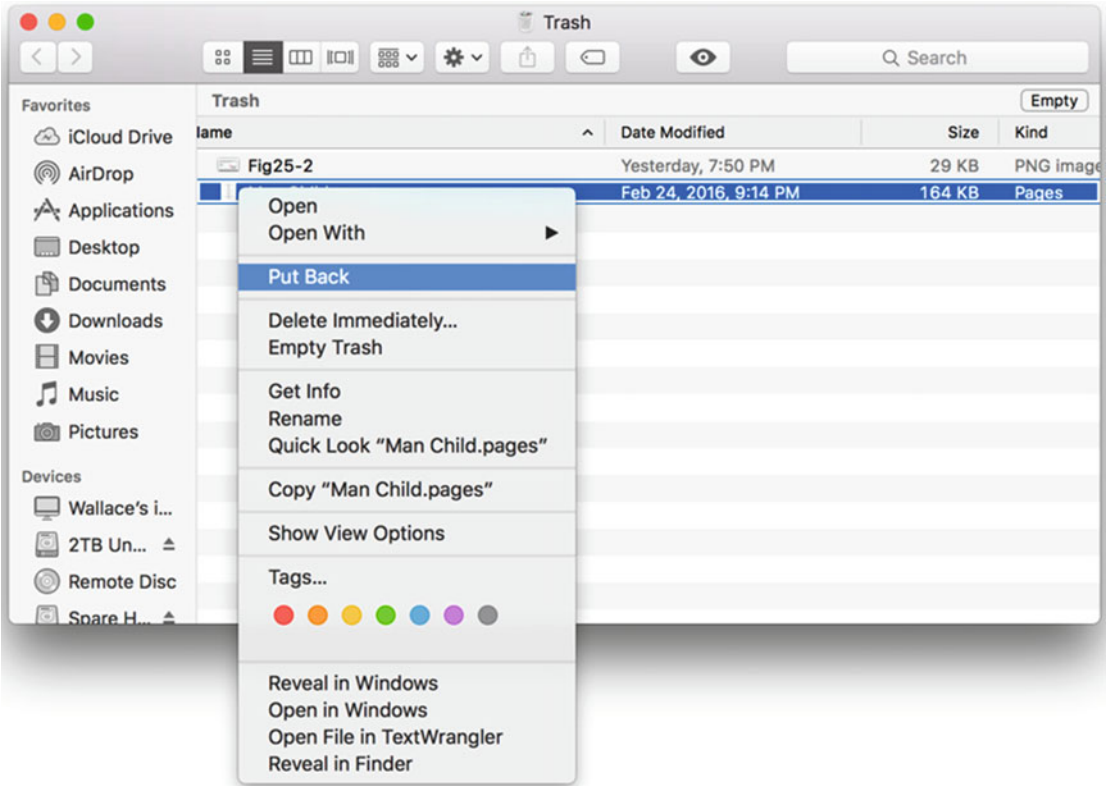 Trash
Search
Favorites
iCloud Drive
AirDrop
Applications
Desktop
Documents
Downloads
Movies
Music
Pictures
Devices
Wallace's i...
2TB Un...
Remote Disc
Spare H...
Trash Empty
lame Date Modified Size Kind
Fig25-2 Yesterday, 7:50 PM 29 KB PNG image
Feb 24, 2016, 9:14 PM 164 KB Pages
Open
Open With
Put Back
Delete Immediately...
Empty Trash
Get Info
Rename
Quick Look “Man Child.pages”
Copy “Man Child.pages”
Show View Options
Tags...
Reveal in Windows
Open in Windows
Open File in TextWrangler
Reveal in Finder